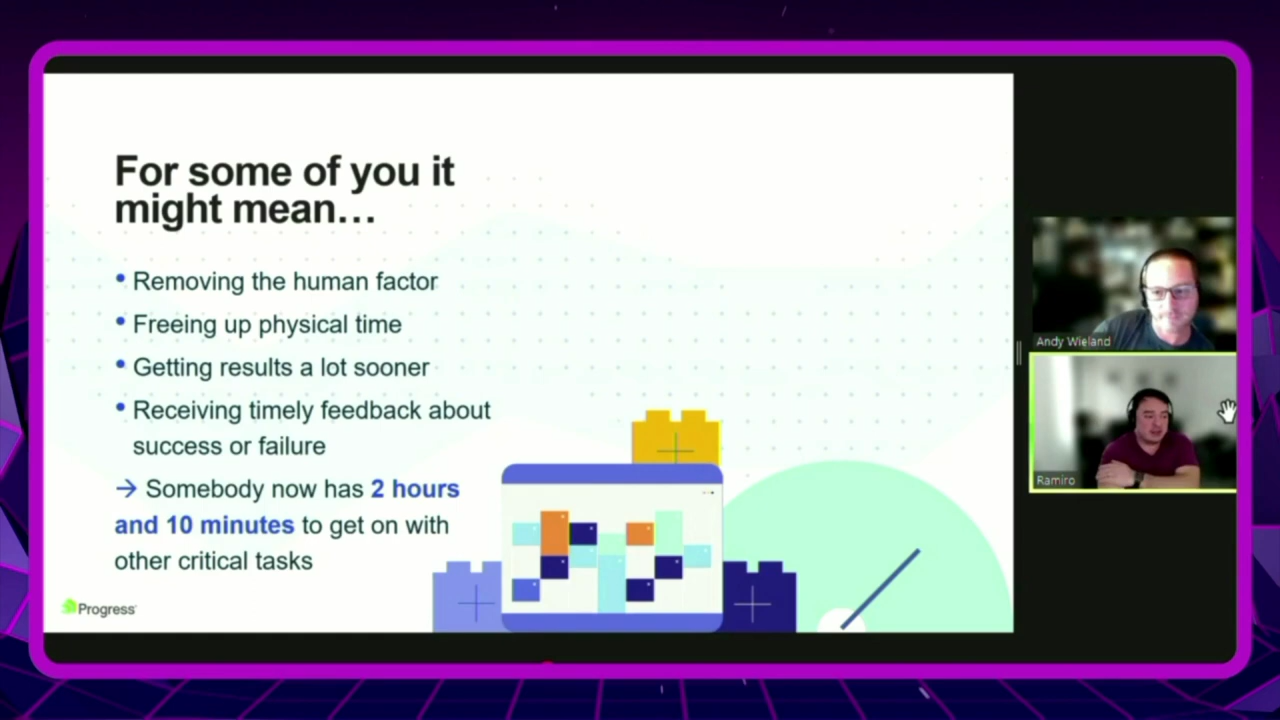 For some of you it
might mean…
• Removing the human factor
• Freeing up physical time
• Getting results a lot sooner
• Receiving timely feedback about
success or failure
→ Somebody now has 2 hours
and 10 minutes to get on with
other critical tasks
Progress
Andy Wieland
Ramiro